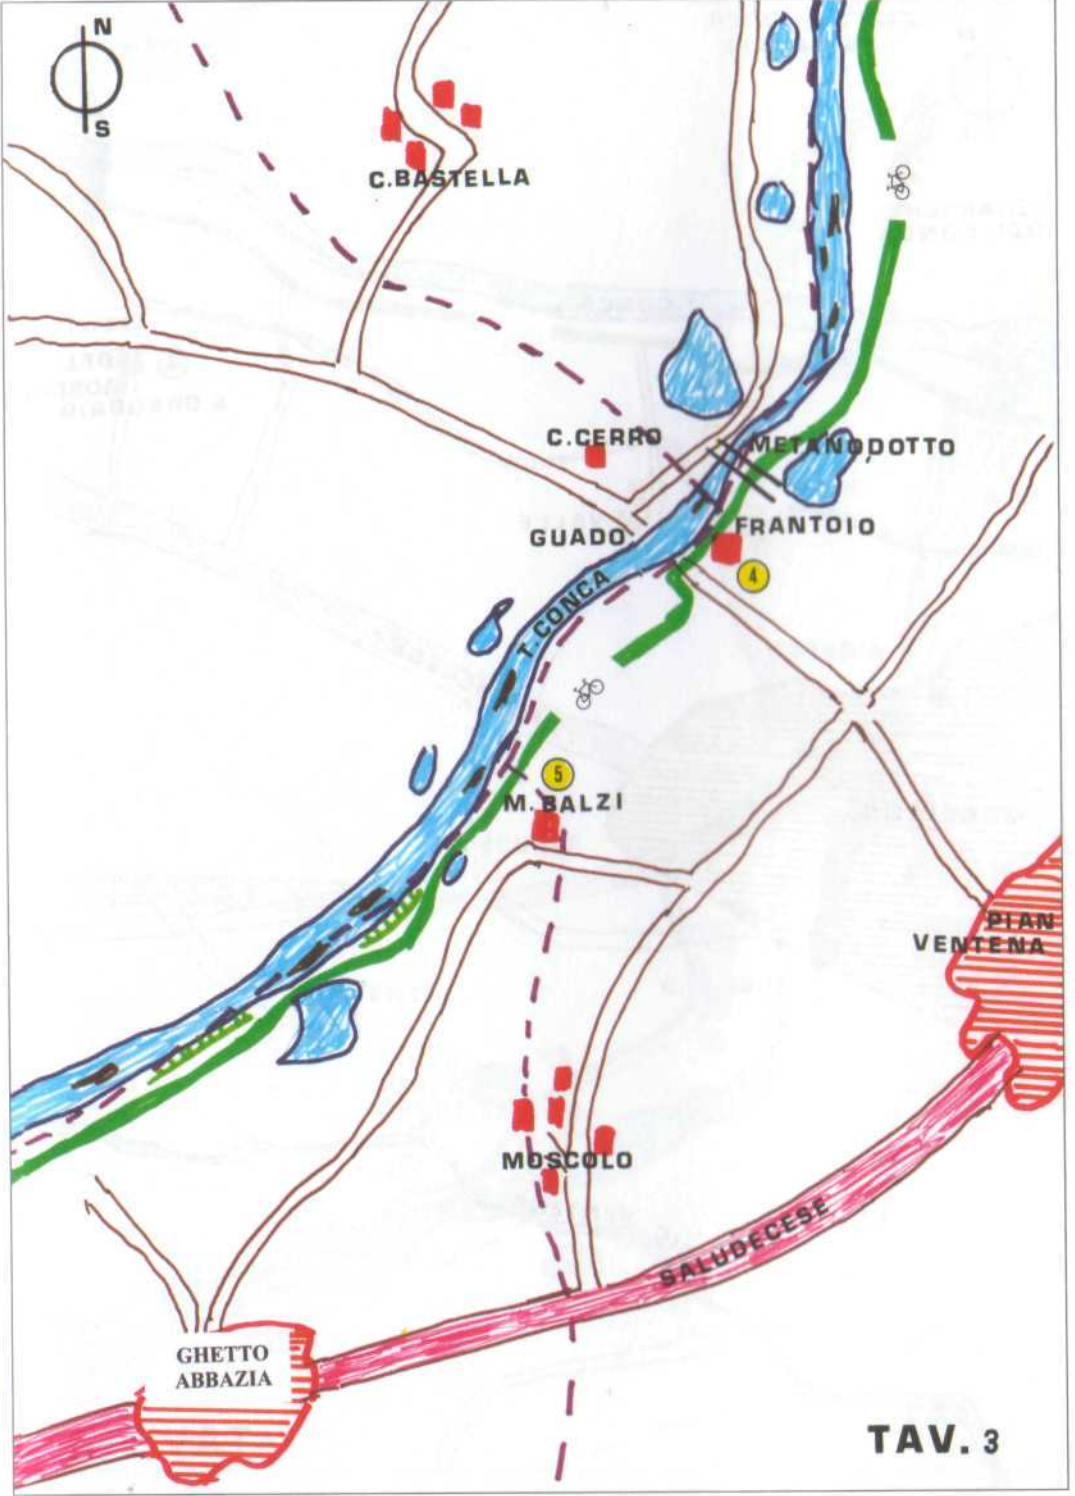 N
S
C.BASTELLA
C.CERRO
METANODOTTO
GUADO
FRANTOIO
4
T. CONCA
5
M. BALZI
PIAN
VENTENA
MOSCOLO
SALUDECESE
GHETTO
ABBAZIA
TAV. 3